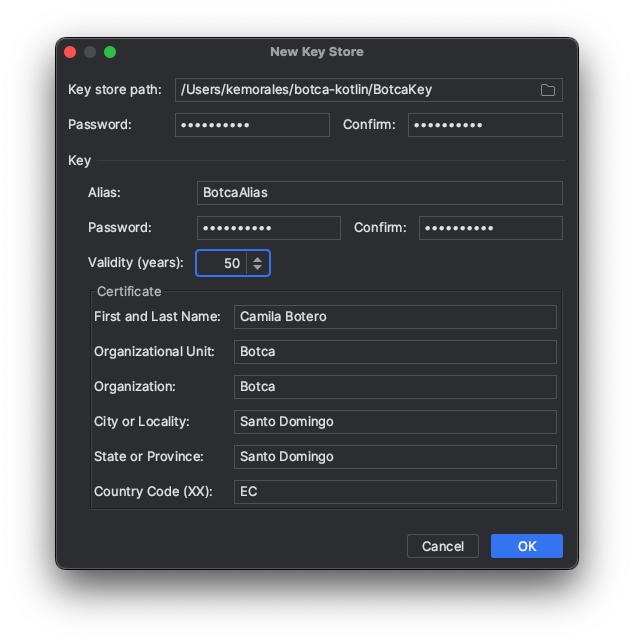 New Key Store
Key store path: /Users/kemorales/botca-kotlin/BotcaKey
Password: •••••••••• Confirm: ••••••••••
Key
Alias: BotcaAlias
Password: •••••••••• Confirm: ••••••••••
Validity (years): 50
Certificate
First and Last Name: Camila Botero
Organizational Unit: Botca
Organization: Botca
City or Locality: Santo Domingo
State or Province: Santo Domingo
Country Code (XX): EC
Cancel OK